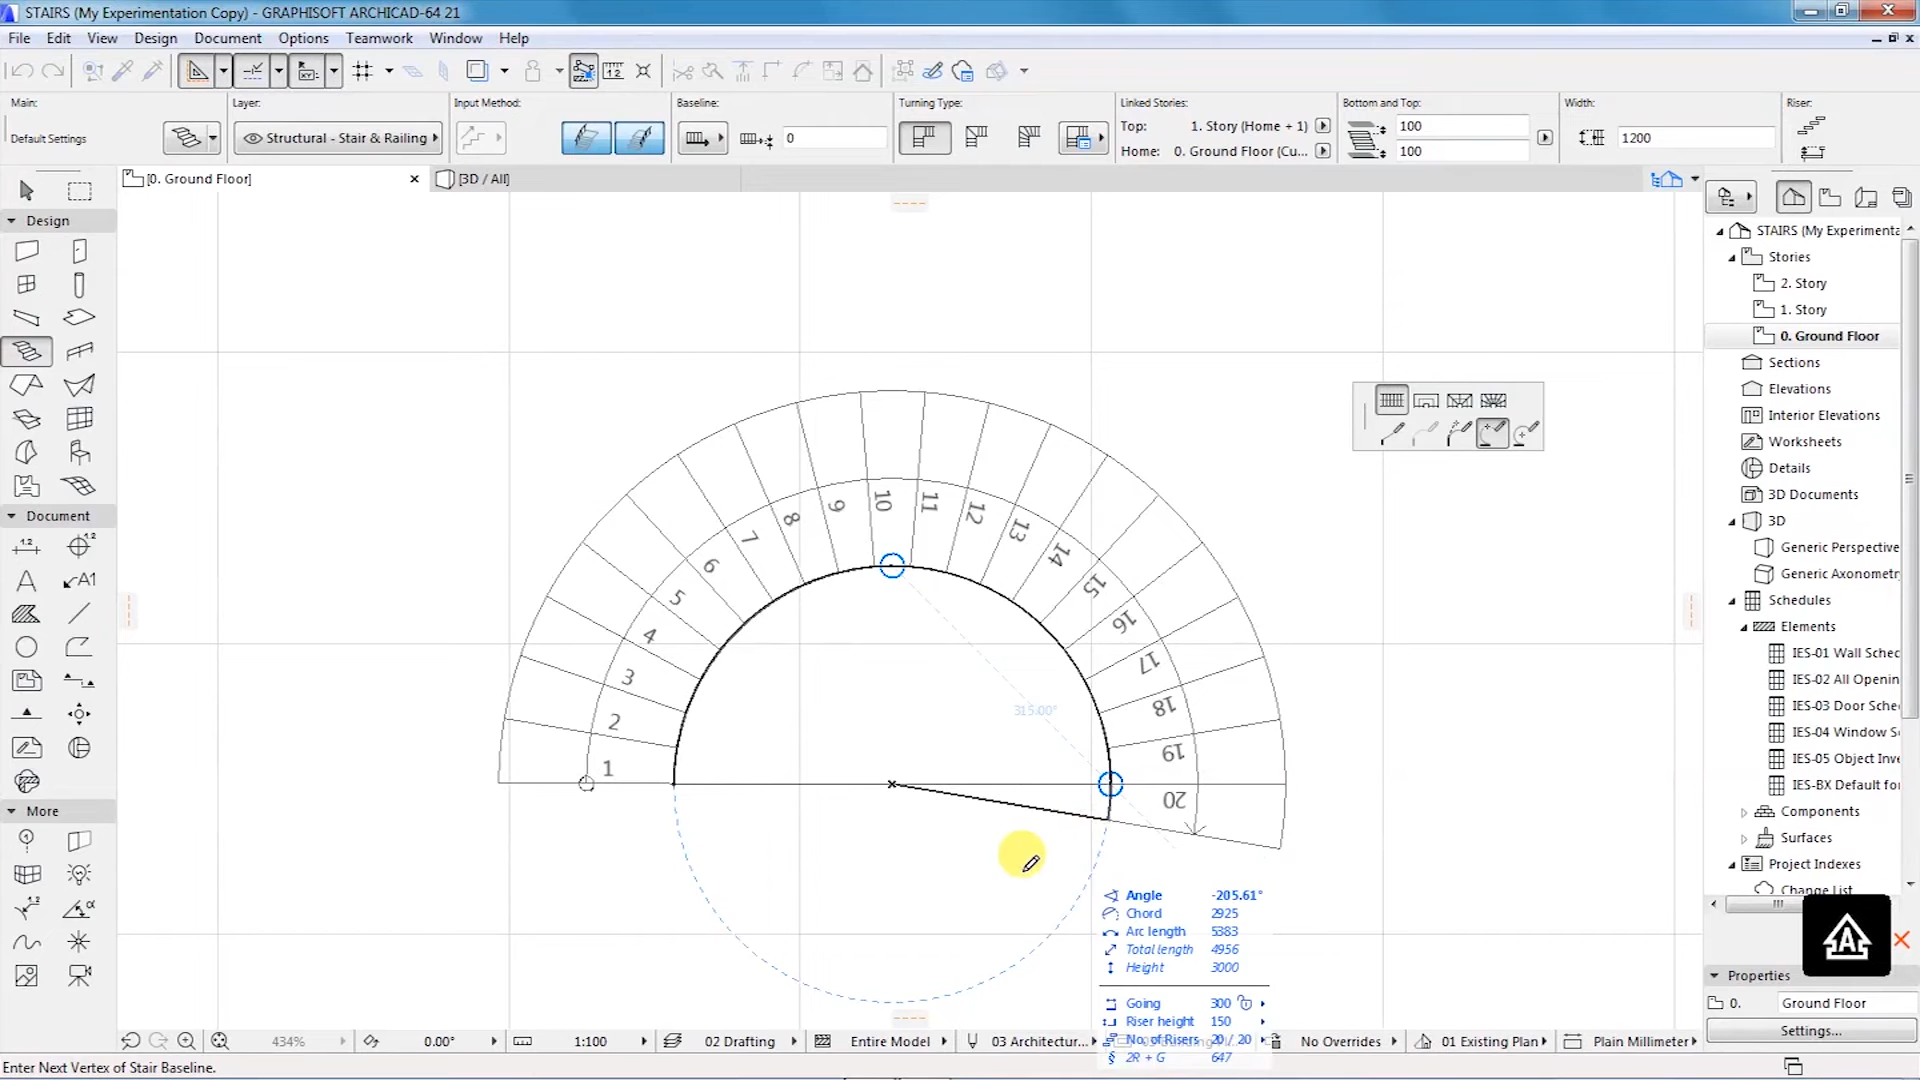 STAIRS (My Experimentation Copy) - GRAPHISOFT ARCHICAD-64 21
File Edit View Design Document Options Teamwork Window Help
Main: Layer: Input Method: Baseline: Turning Type: Linked Stories: Bottom and Top: Width: Riser:
Default Settings Structural - Stair & Railing 0 Top: 1. Story (Home + 1) 100 1200
Home: 0. Ground Floor (Cu... 100
[0. Ground Floor] [3D / All]
Design
Document
More
STAIRS (My Experimenta
Stories
2. Story
1. Story
0. Ground Floor
Sections
Elevations
Interior Elevations
Worksheets
Details
3D Documents
3D
Generic Perspective
Generic Axonometr
Schedules
Elements
IES-01 Wall Sched
IES-02 All Openin
IES-03 Door Sche
IES-04 Window S
IES-05 Object Inve
IES-BX Default fo
Components
Surfaces
Project Indexes
Change List
Properties
0. Ground Floor
Settings...
1
2
3
4
5
6
7
8
9
10
11
12
13
14
15
16
17
18
19
20
315.00°
Angle -205.61°
Chord 2925
Arc length 5383
Total length 4956
Height 3000
Going 300
Riser height 150
No. of Risers 20 / 20
2R + G 647
434% 0.00° 1:100 02 Drafting Entire Model 03 Architectur... No Overrides 01 Existing Plan Plain Millimeter
Enter Next Vertex of Stair Baseline.